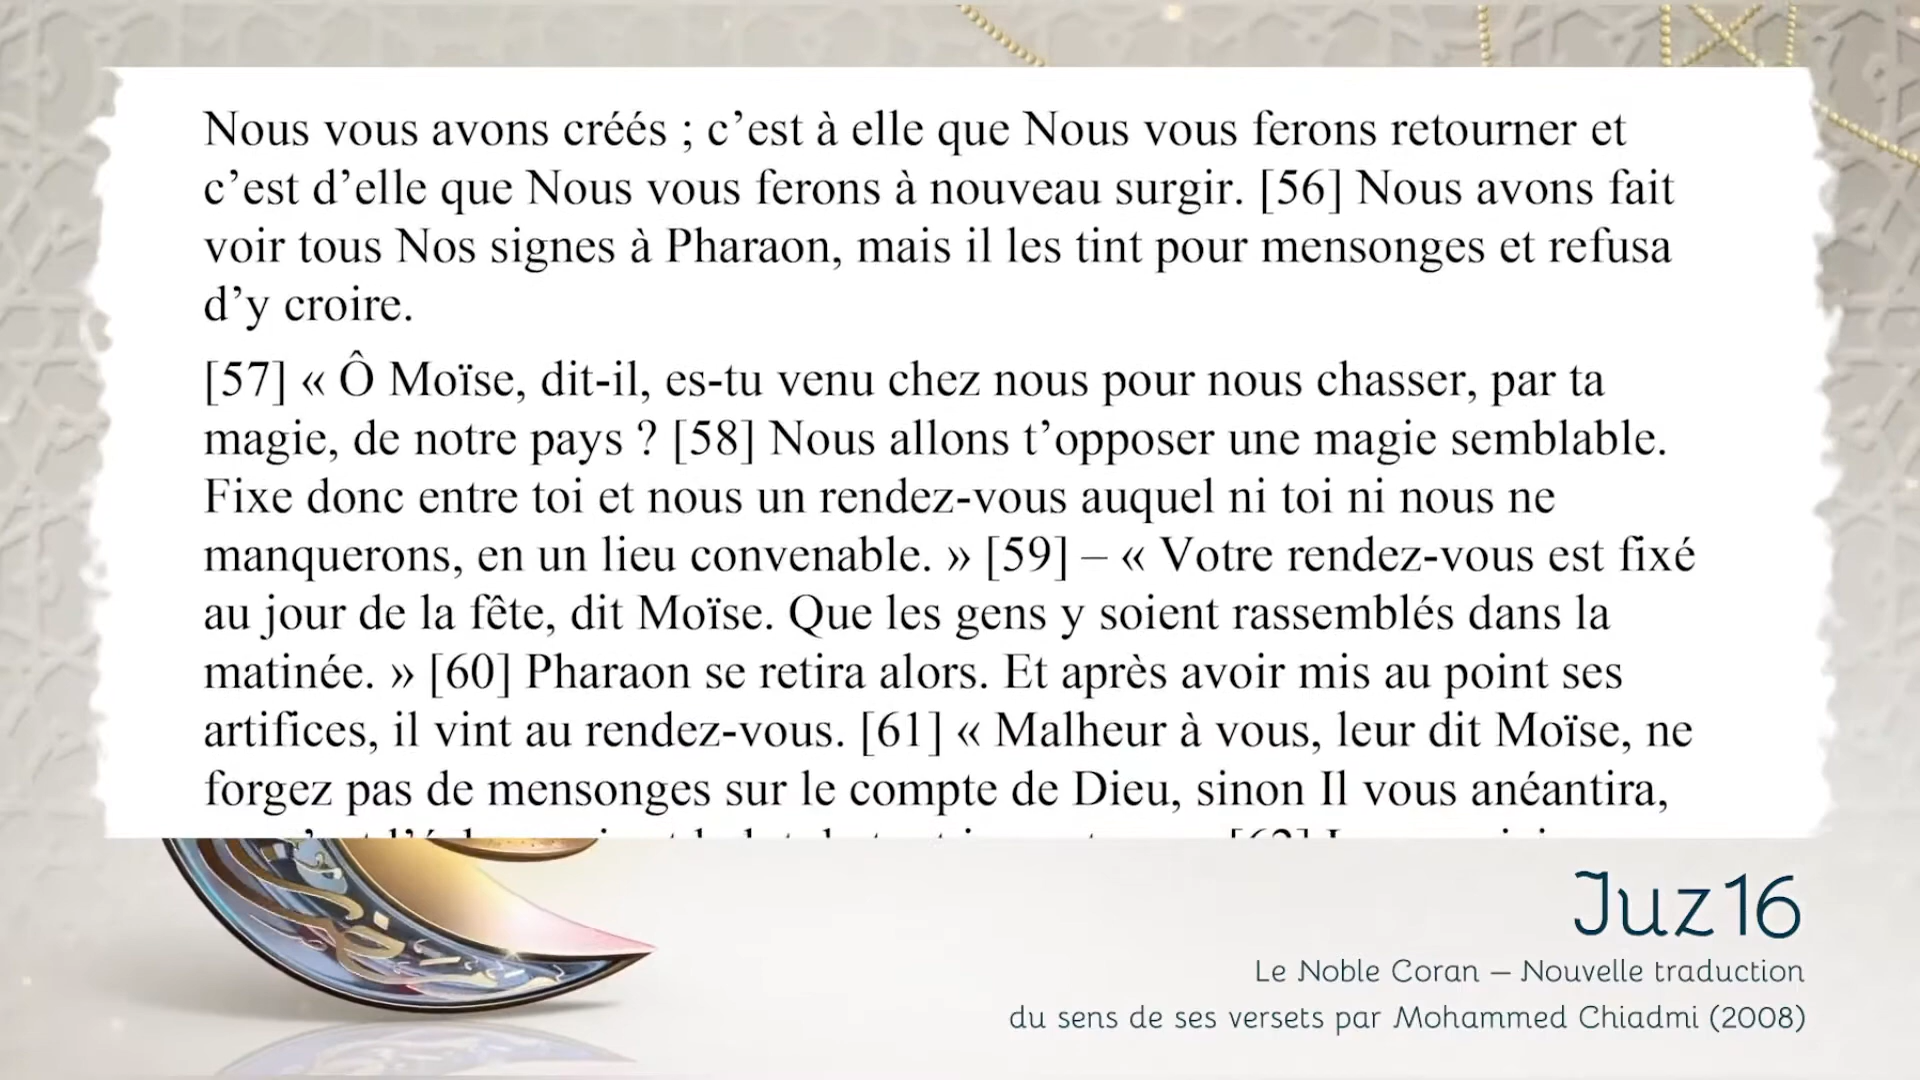 Nous vous avons créés ; c’est à elle que Nous vous ferons retourner et
c’est d’elle que Nous vous ferons à nouveau surgir. [56] Nous avons fait
voir tous Nos signes à Pharaon, mais il les tint pour mensonges et refusa
d’y croire.
[57] « Ô Moïse, dit-il, es-tu venu chez nous pour nous chasser, par ta
magie, de notre pays ? [58] Nous allons t’opposer une magie semblable.
Fixe donc entre toi et nous un rendez-vous auquel ni toi ni nous ne
manquerons, en un lieu convenable. » [59] – « Votre rendez-vous est fixé
au jour de la fête, dit Moïse. Que les gens y soient rassemblés dans la
matinée. » [60] Pharaon se retira alors. Et après avoir mis au point ses
artifices, il vint au rendez-vous. [61] « Malheur à vous, leur dit Moïse, ne
forgez pas de mensonges sur le compte de Dieu, sinon Il vous anéantira,
Juz 16
Le Noble Coran – Nouvelle traduction
du sens de ses versets par Mohammed Chiadmi (2008)